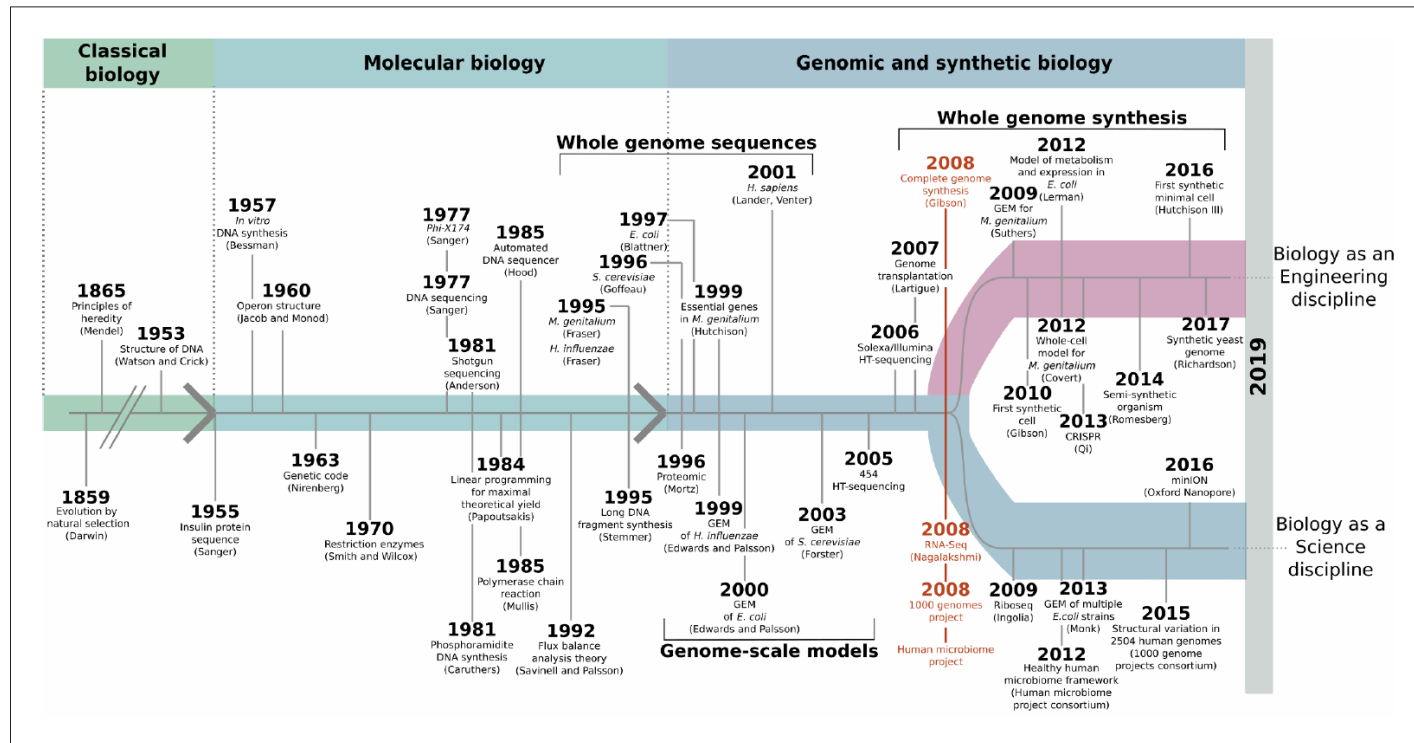 Classical
biology
Molecular biology
Genomic and synthetic biology
Whole genome sequences
Whole genome synthesis
1865
Principles of
heredity
(Mendel)
1953
Structure of DNA
(Watson and Crick)
1957
In vitro
DNA synthesis
(Bessman)
1960
Operon structure
(Jacob and Monod)
1977
Phi-X174
(Sanger)
1977
DNA sequencing
(Sanger)
1981
Shotgun
sequencing
(Anderson)
1985
Automated
DNA sequencer
(Hood)
1995
M. genitalium
(Fraser)
H. influenzae
(Fraser)
1997
E. coli
(Blattner)
1996
S. cerevisiae
(Goffeau)
1999
Essential genes
in M. genitalium
(Hutchison)
2001
H. sapiens
(Lander, Venter)
2006
Solexa/Illumina
HT-sequencing
2007
Genome
transplantation
(Lartigue)
2008
Complete genome
synthesis
(Gibson)
2009
GEM for
M. genitalium
(Suthers)
2012
Model of metabolism
and expression in
E. coli
(Lerman)
2016
First synthetic
minimal cell
(Hutchison III)
Biology as an
Engineering
discipline
2010
First synthetic
cell
(Gibson)
2012
Whole-cell
model for
M. genitalium
(Covert)
2013
CRISPR
(Qi)
2014
Semi-synthetic
organism
(Romesberg)
2017
Synthetic yeast
genome
(Richardson)
2019
1859
Evolution by
natural selection
(Darwin)
1955
Insulin protein
sequence
(Sanger)
1963
Genetic code
(Nirenberg)
1970
Restriction enzymes
(Smith and Wilcox)
1984
Linear programming
for maximal
theoretical yield
(Papoutsakis)
1985
Polymerase chain
reaction
(Mullis)
1981
Phosphoramidite
DNA synthesis
(Caruthers)
1992
Flux balance
analysis theory
(Savinell and Palsson)
1995
Long DNA
fragment synthesis
(Stemmer)
1996
Proteomic
(Mortz)
1999
GEM
of H. influenzae
(Edwards and Palsson)
2000
GEM
of E. coli
(Edwards and Palsson)
2003
GEM
of S. cerevisiae
(Forster)
2005
454
HT-sequencing
Genome-scale models
2008
RNA-Seq
(Nagalakshmi)
2008
1000 genomes
project
Human microbiome
project
2009
Riboseq
(Ingolia)
2012
Healthy human
microbiome framework
(Human microbiome
project consortium)
2013
GEM of multiple
E.coli strains
(Monk)
2015
Structural variation in
2504 human genomes
(1000 genome
projects consortium)
2016
minION
(Oxford Nanopore)
Biology as a
Science
discipline